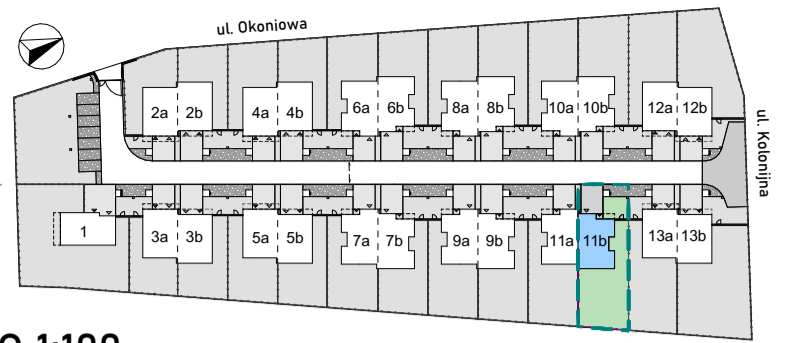 ul. Okoniowa
ul. Kolonijna
2a 2b 4a 4b 6a 6b 8a 8b 10a 10b 12a 12b
1 3a 3b 5a 5b 7a 7b 9a 9b 11a 11b 13a 13b